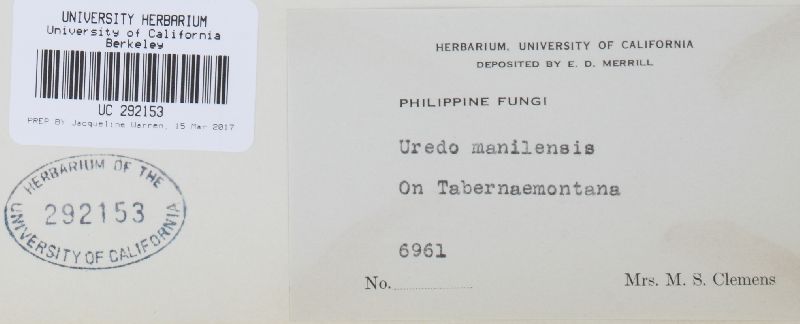 UNIVERSITY HERBARIUM
University of California
Berkeley
UC 292153
PREP BY Jacqueline Warren, 15 Mar 2017
HERBARIUM OF THE
292153
UNIVERSITY OF CALIFORNIA
HERBARIUM, UNIVERSITY OF CALIFORNIA
DEPOSITED BY E. D. MERRILL
PHILIPPINE FUNGI
Uredo manilensis
On Tabernaemontana
6961
No.
Mrs. M. S. Clemens